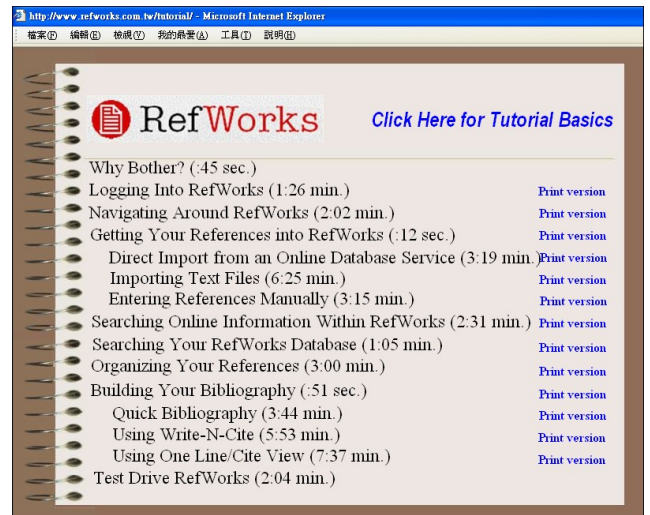 http://www.refworks.com.tw/tutorial/ - Microsoft Internet Explorer
檔案(F) 編輯(E) 檢視(V) 我的最愛(A) 工具(T) 說明(H)
RefWorks Click Here for Tutorial Basics
Why Bother? (:45 sec.)
Logging Into RefWorks (1:26 min.) Print version
Navigating Around RefWorks (2:02 min.) Print version
Getting Your References into RefWorks (:12 sec.) Print version
Direct Import from an Online Database Service (3:19 min.) Print version
Importing Text Files (6:25 min.) Print version
Entering References Manually (3:15 min.) Print version
Searching Online Information Within RefWorks (2:31 min.) Print version
Searching Your RefWorks Database (1:05 min.) Print version
Organizing Your References (3:00 min.) Print version
Building Your Bibliography (:51 sec.) Print version
Quick Bibliography (3:44 min.) Print version
Using Write-N-Cite (5:53 min.) Print version
Using One Line/Cite View (7:37 min.) Print version
Test Drive RefWorks (2:04 min.)